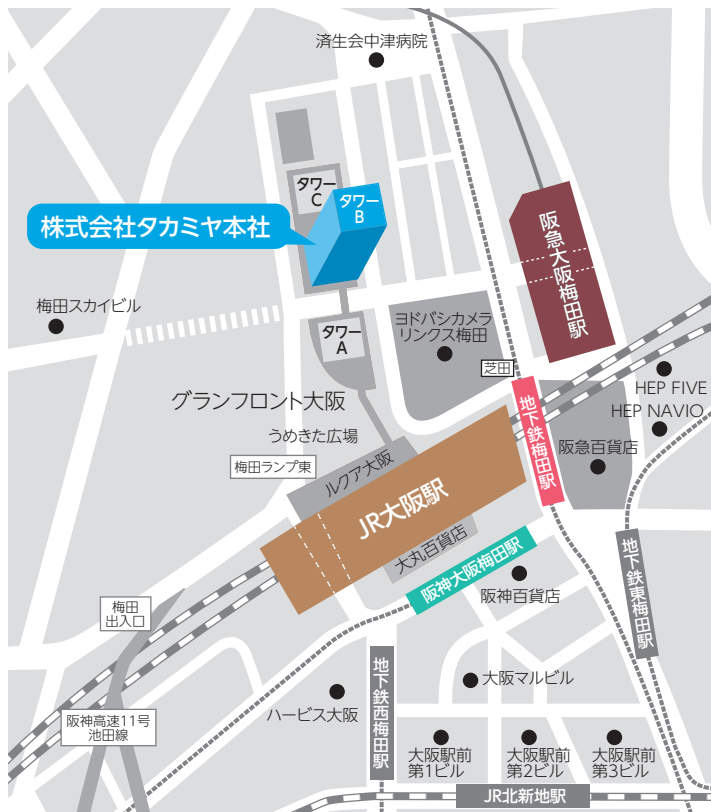 済生会中津病院
タワー
C
タワー
B
株式会社タカミヤ本社
阪急大阪梅田駅
梅田スカイビル
ヨドバシカメラ
リンクス梅田
タワー
A
芝田
HEP FIVE
HEP NAVIO
グランフロント大阪
地下鉄梅田駅
うめきた広場
阪急百貨店
梅田ランプ東
ルクア大阪
JR大阪駅
大丸百貨店
阪神大阪梅田駅
地下鉄東梅田駅
阪神百貨店
梅田
出入口
地下鉄西梅田駅
大阪マルビル
ハービス大阪
阪神高速11号
池田線
大阪駅前
第1ビル
大阪駅前
第2ビル
大阪駅前
第3ビル
JR北新地駅